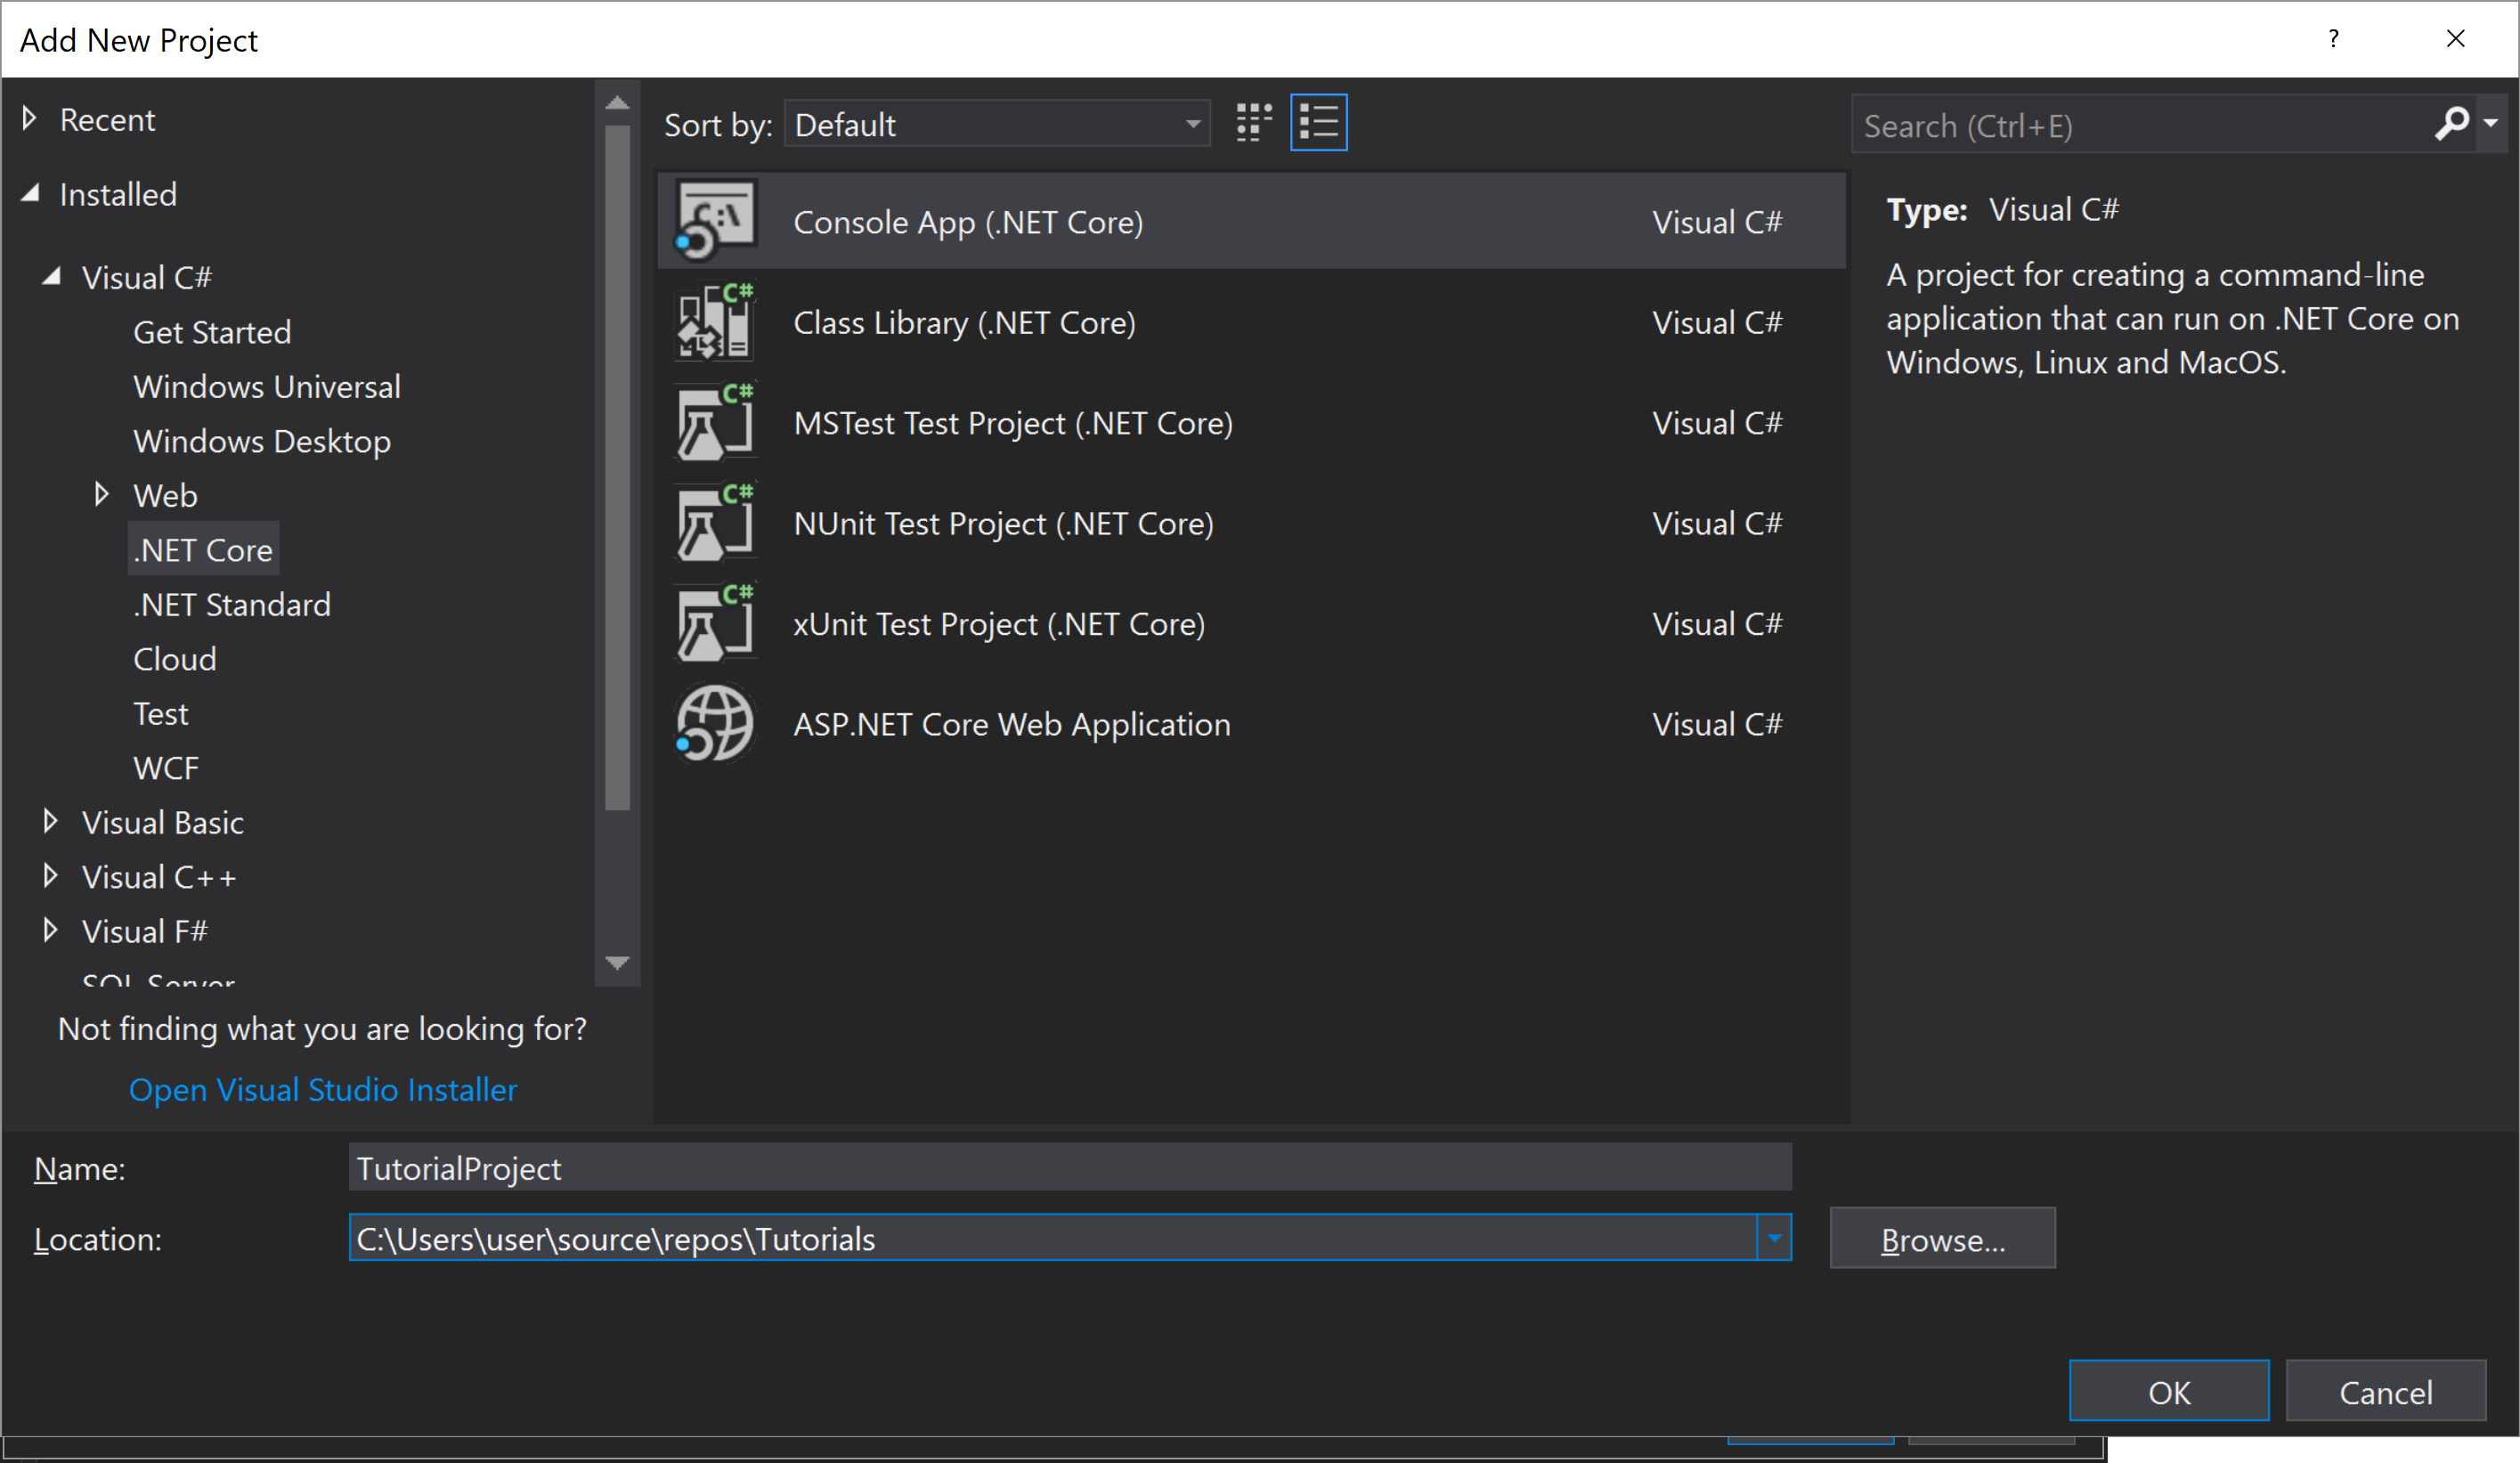 Add New Project
?
Recent
Installed
Visual C#
Get Started
Windows Universal
Windows Desktop
Web
.NET Core
.NET Standard
Cloud
Test
WCF
Visual Basic
Visual C++
Visual F#
SQL Server
Not finding what you are looking for?
Open Visual Studio Installer
Sort by: Default
Console App (.NET Core) Visual C#
Class Library (.NET Core) Visual C#
MSTest Test Project (.NET Core) Visual C#
NUnit Test Project (.NET Core) Visual C#
xUnit Test Project (.NET Core) Visual C#
ASP.NET Core Web Application Visual C#
Search (Ctrl+E)
Type: Visual C#
A project for creating a command-line
application that can run on .NET Core on
Windows, Linux and MacOS.
Name: TutorialProject
Location: C:\Users\user\source\repos\Tutorials
Browse...
OK Cancel